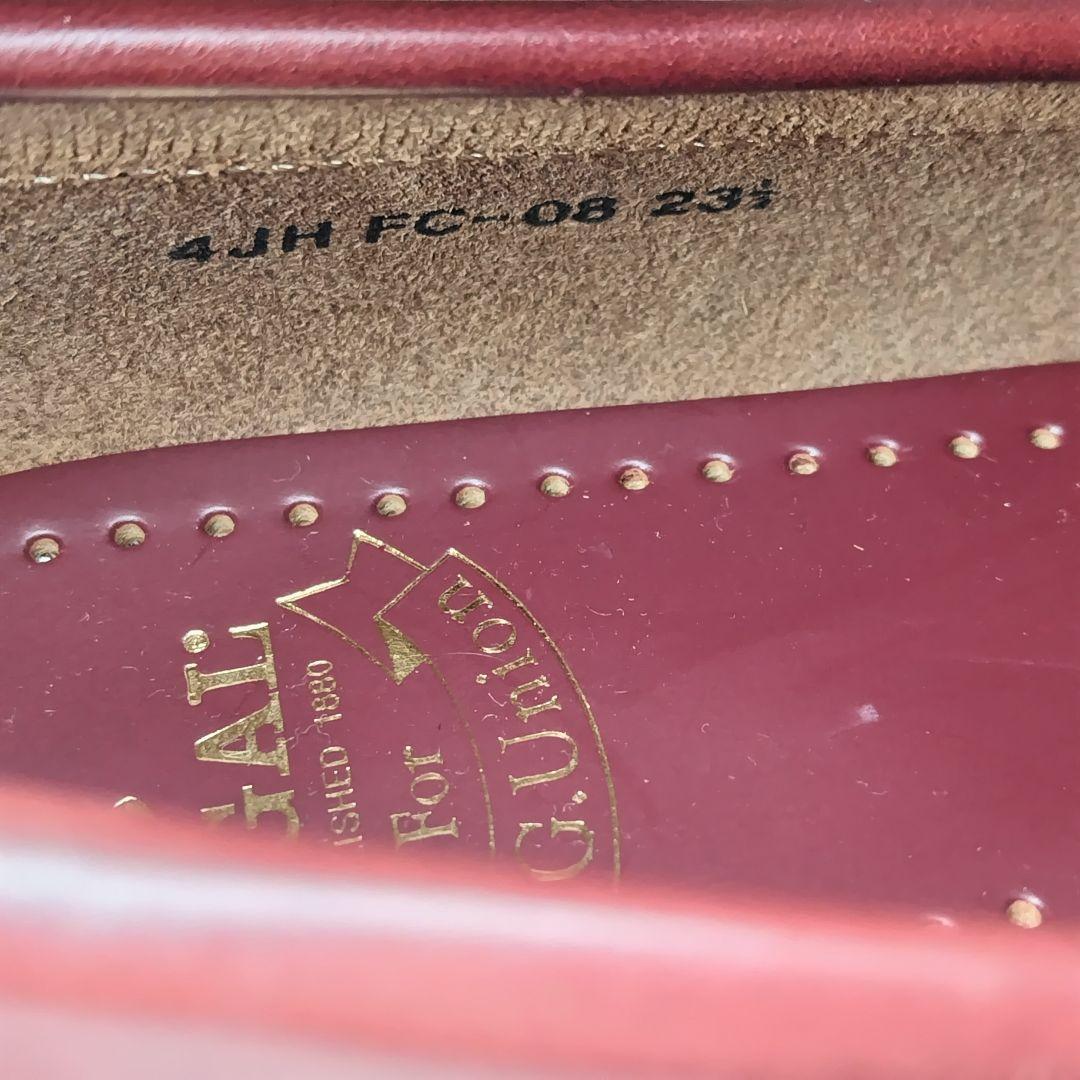 4JH FC-08 23½
GAL
ISHED 1880
For
G.Union